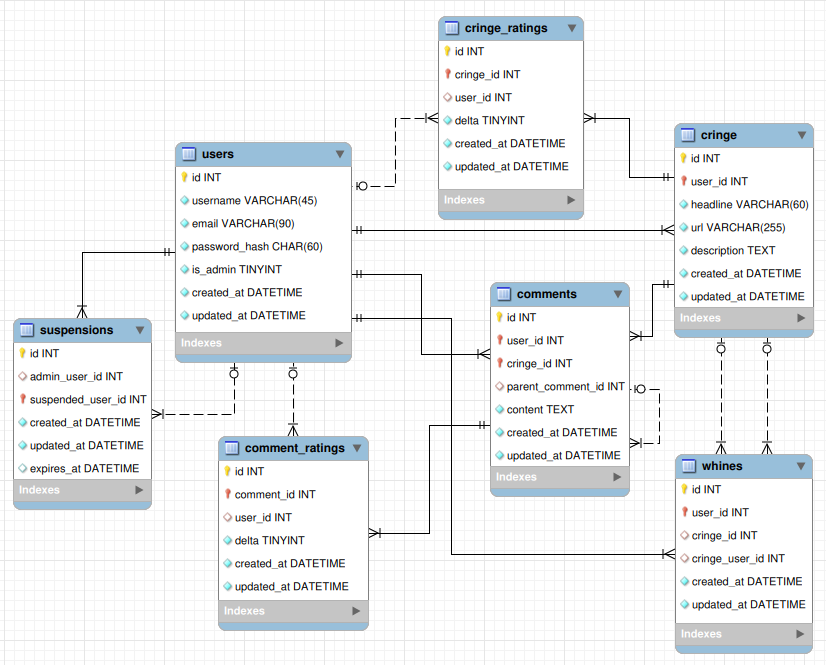 cringe_ratings
id INT
cringe_id INT
user_id INT
delta TINYINT
created_at DATETIME
updated_at DATETIME
Indexes
cringe
id INT
user_id INT
headline VARCHAR(60)
url VARCHAR(255)
description TEXT
created_at DATETIME
updated_at DATETIME
Indexes
users
id INT
username VARCHAR(45)
email VARCHAR(90)
password_hash CHAR(60)
is_admin TINYINT
created_at DATETIME
updated_at DATETIME
Indexes
comments
id INT
user_id INT
cringe_id INT
parent_comment_id INT
content TEXT
created_at DATETIME
updated_at DATETIME
Indexes
suspensions
id INT
admin_user_id INT
suspended_user_id INT
created_at DATETIME
updated_at DATETIME
expires_at DATETIME
Indexes
comment_ratings
id INT
comment_id INT
user_id INT
delta TINYINT
created_at DATETIME
updated_at DATETIME
Indexes
whines
id INT
user_id INT
cringe_id INT
cringe_user_id INT
created_at DATETIME
updated_at DATETIME
Indexes